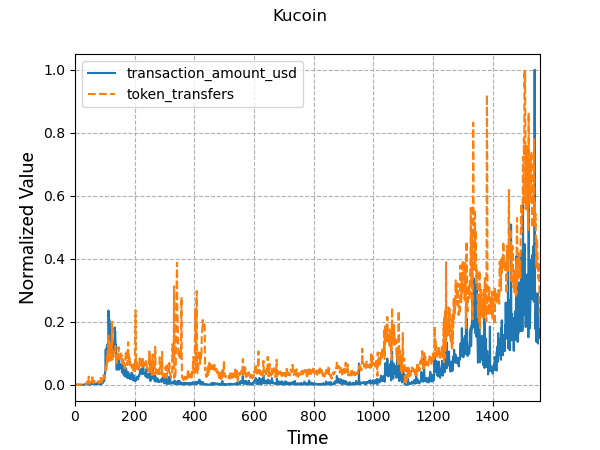 Kucoin
transaction_amount_usd
token_transfers
Normalized Value
1.0
0.8
0.6
0.4
0.2
0.0
0 200 400 600 800 1000 1200 1400
Time